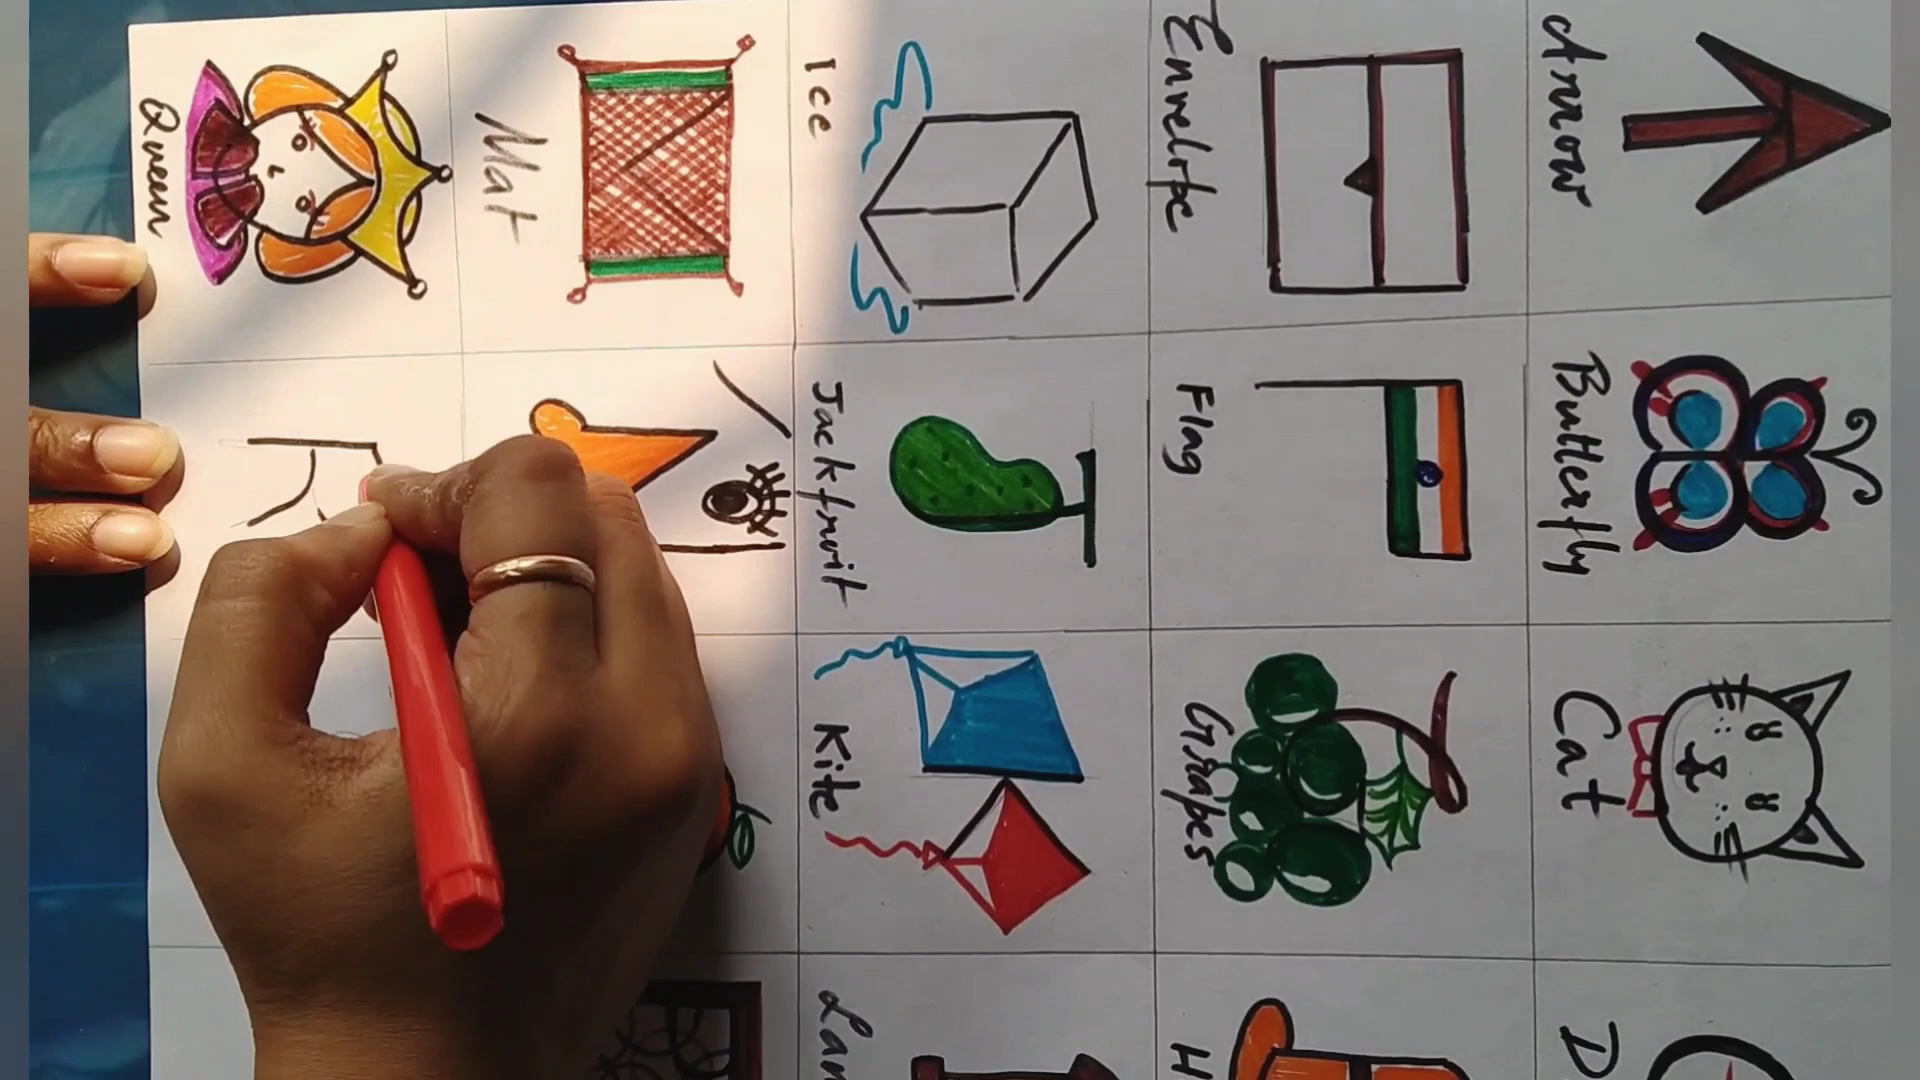 Arrow
Butterfly
Cat
D
Envelope
Flag
Grapes
H
Ice
Jackfruit
Kite
Mat
Queen